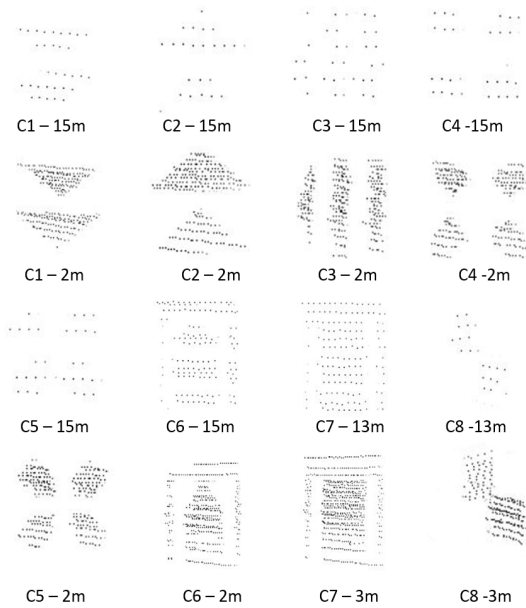 C1 – 15m C2 – 15m C3 – 15m C4 -15m
C1 – 2m C2 – 2m C3 – 2m C4 -2m
C5 – 15m C6 – 15m C7 – 13m C8 -13m
C5 – 2m C6 – 2m C7 – 3m C8 -3m